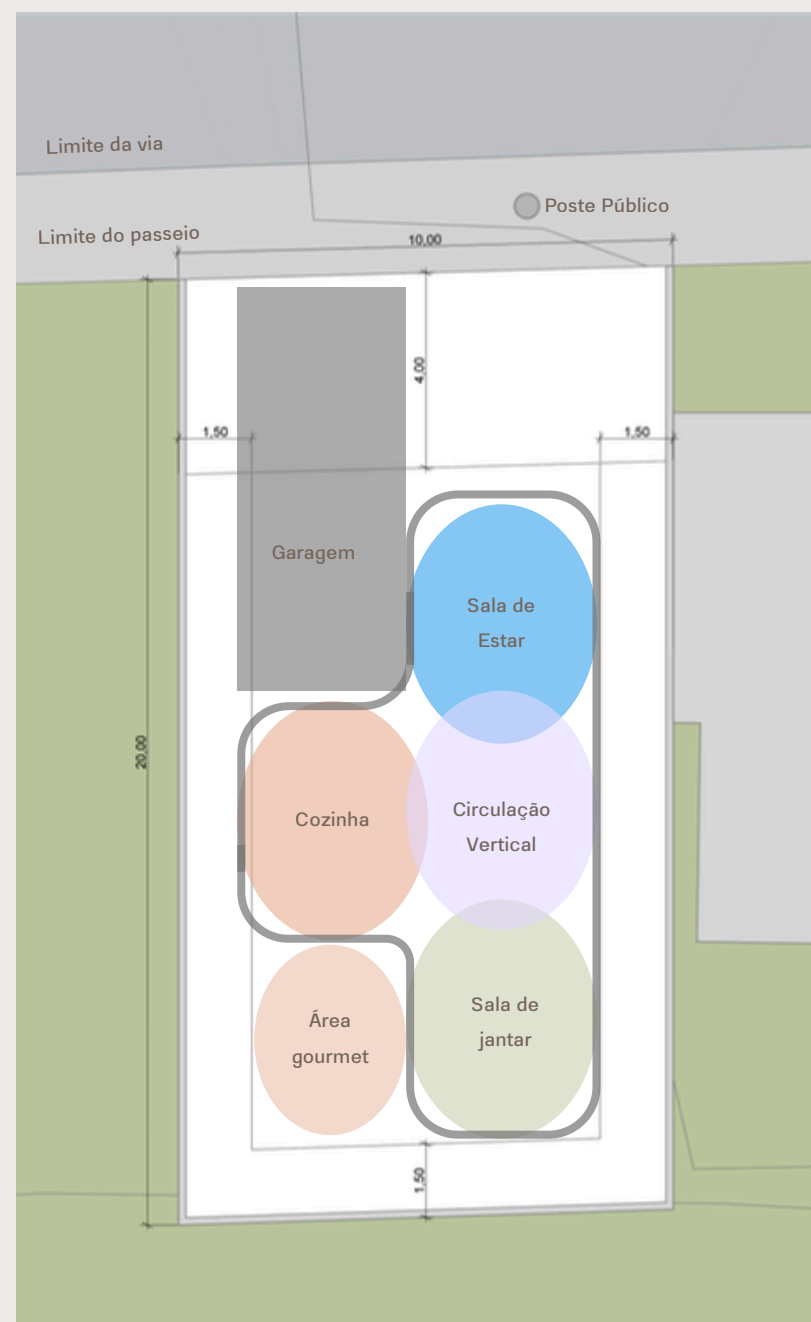 Limite da via
Poste Público
Limite do passeio
10,00
4,00
1,50
1,50
Garagem
Sala de
Estar
20,00
Cozinha
Circulação
Vertical
Sala de
jantar
Área
gourmet
1,50